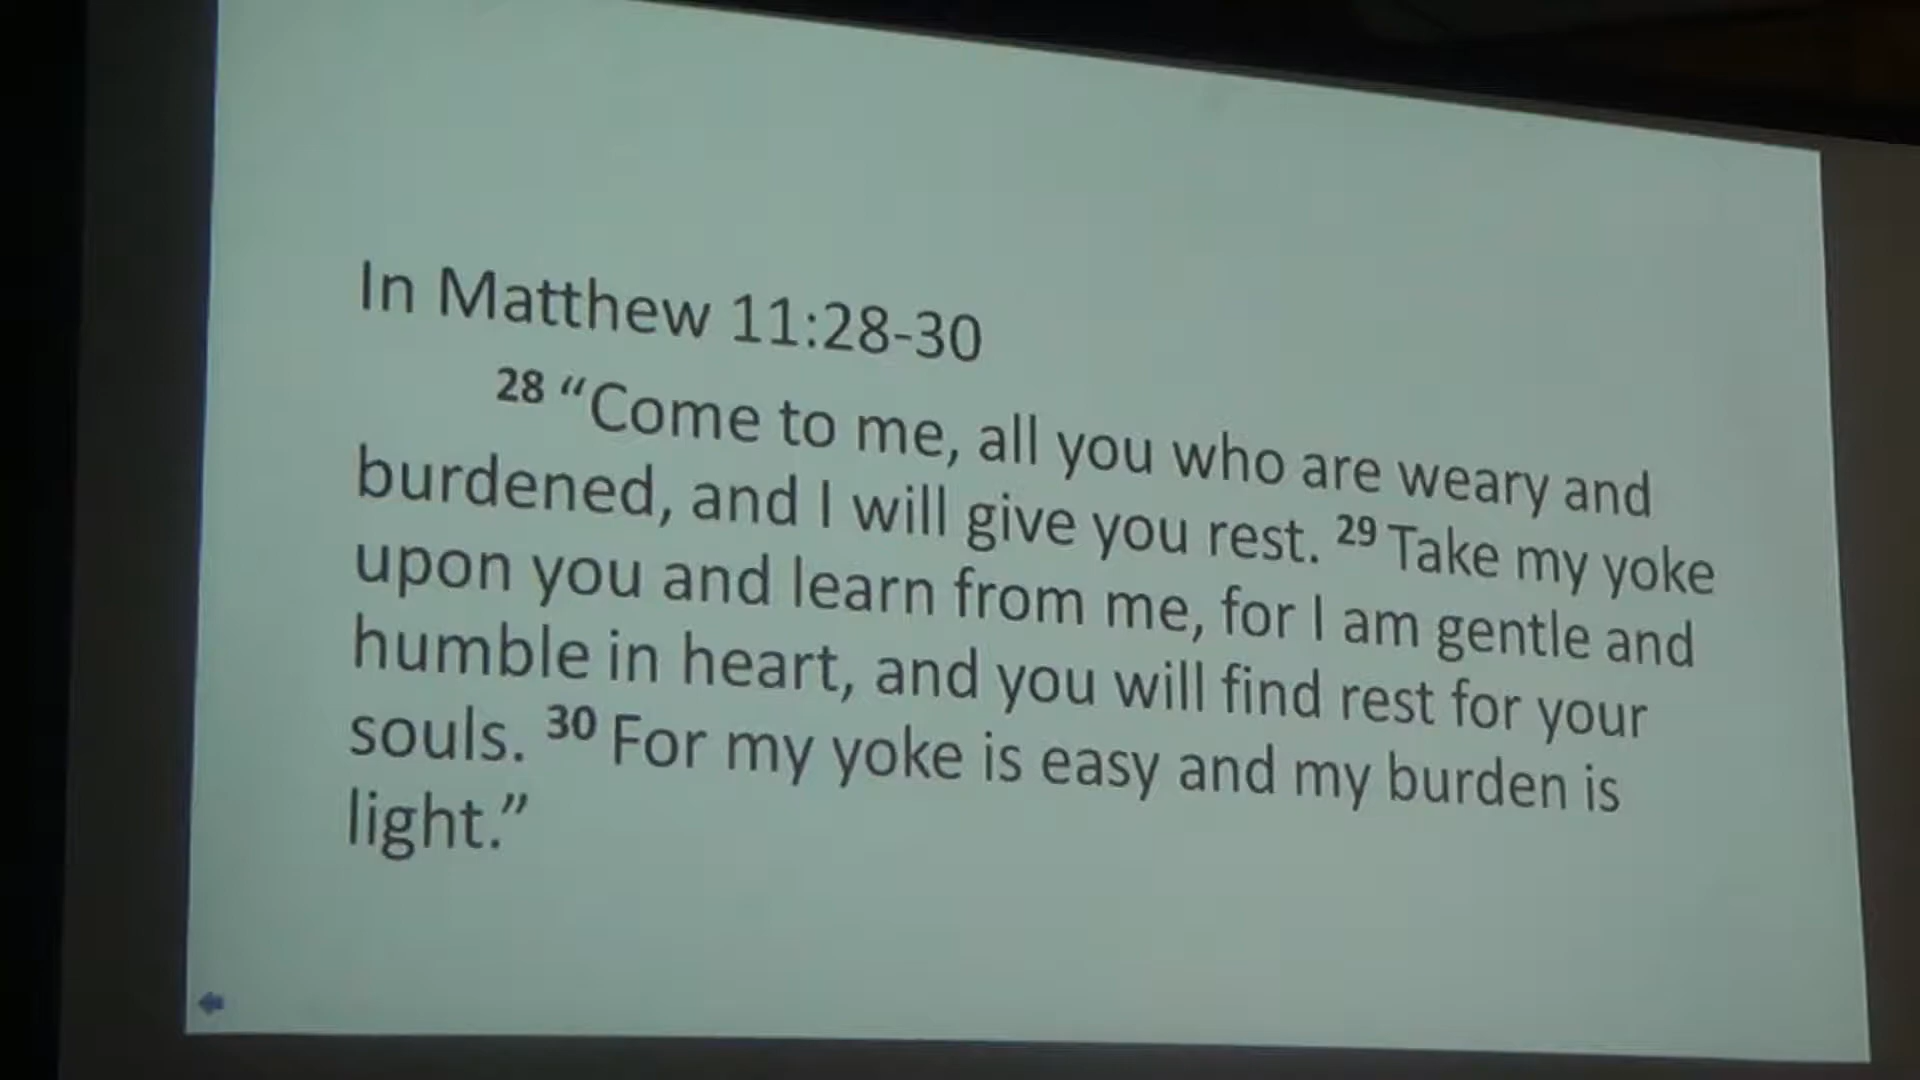 In Matthew 11:28-30
28 “Come to me, all you who are weary and
burdened, and I will give you rest. 29 Take my yoke
upon you and learn from me, for I am gentle and
humble in heart, and you will find rest for your
souls. 30 For my yoke is easy and my burden is
light.”